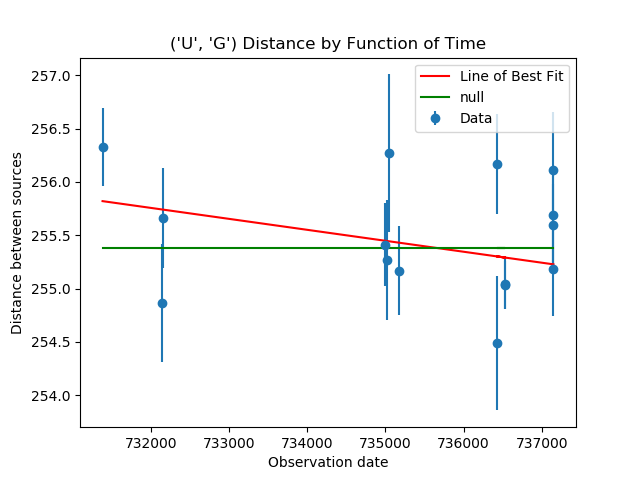 ('U', 'G') Distance by Function of Time
257.0
256.5
256.0
255.5
255.0
254.5
254.0
Distance between sources
Line of Best Fit
null
Data
732000 733000 734000 735000 736000 737000
Observation date